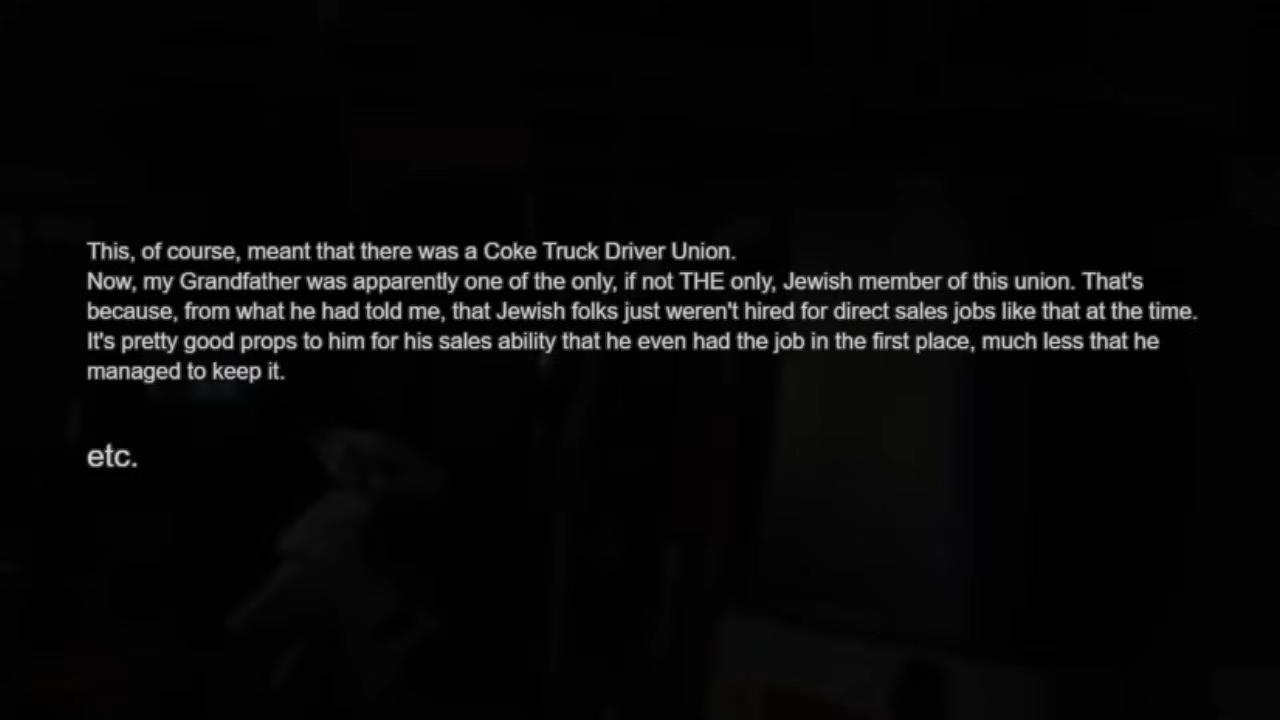 This, of course, meant that there was a Coke Truck Driver Union.
Now, my Grandfather was apparently one of the only, if not THE only, Jewish member of this union. That's
because, from what he had told me, that Jewish folks just weren't hired for direct sales jobs like that at the time.
It's pretty good props to him for his sales ability that he even had the job in the first place, much less that he
managed to keep it.
etc.